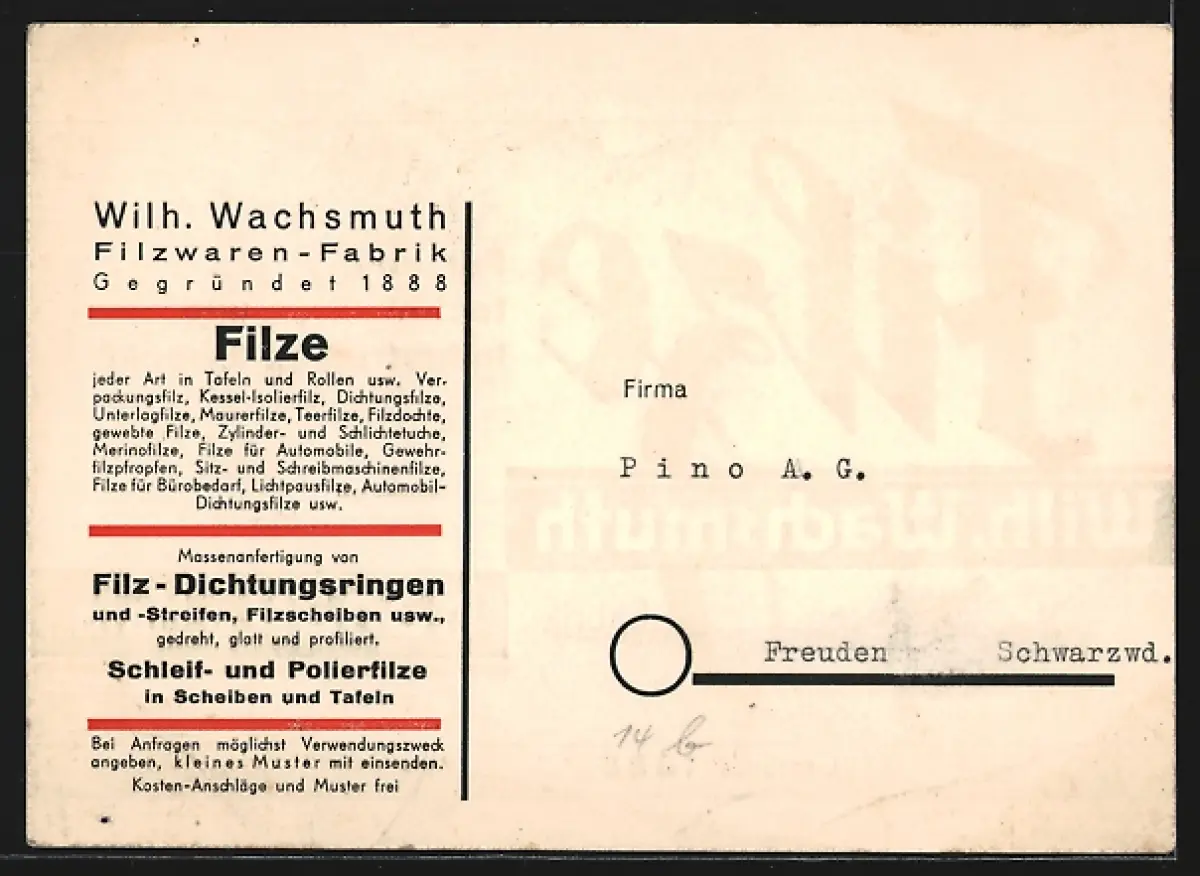 Wilh. Wachsmuth
Filzwaren-Fabrik
Gegründet 1888
Filze
jeder Art in Tafeln und Rollen usw. Ver-
packungsfilz, Kessel-Isolierfilz, Dichtungsfilze,
Unterlagfilze, Maurerfilze, Teerfilze, Filzdochte,
gewebte Filze, Zylinder- und Schlichtetuche,
Merinofilze, Filze für Automobile, Gewehr-
filzpfropfen, Sitz- und Schreibmaschinenfilze,
Filze für Bürobedarf, Lichtpausfilze, Automobil-
Dichtungsfilze usw.
Massenanfertigung von
Filz-Dichtungsringen
und -Streifen, Filzscheiben usw.,
gedreht, glatt und profiliert.
Schleif- und Polierfilze
in Scheiben und Tafeln
Bei Anfragen möglichst Verwendungszweck
angeben, kleines Muster mit einsenden.
Kosten-Anschläge und Muster frei
Firma
Pino A. G.
Freuden Schwarzwd.
14 b
Filze
Wilh. Wachsmuth